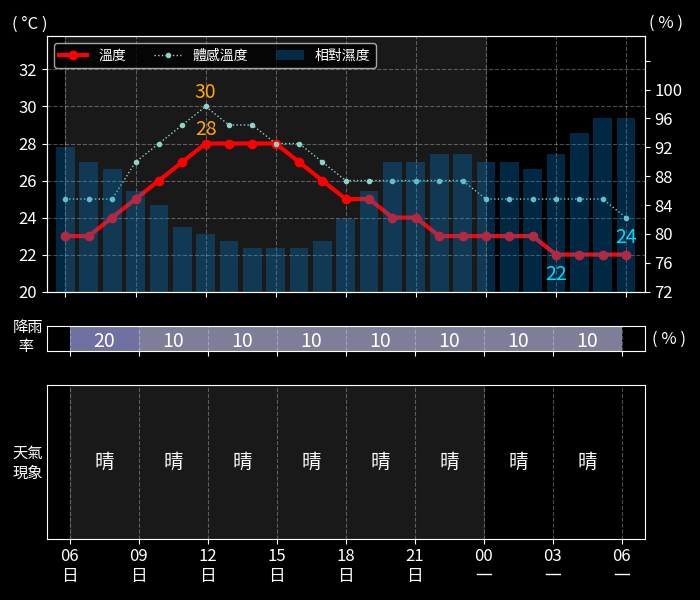 ( °C )
( % )
溫度 體感溫度 相對濕度
32
30
28
26
24
22
20
100
96
92
88
84
80
76
72
30
28
22
24
降雨
率
20 10 10 10 10 10 10 10
( % )
天氣
現象
晴 晴 晴 晴 晴 晴 晴 晴
06 09 12 15 18 21 00 03 06
日 日 日 日 日 日 一 一 一